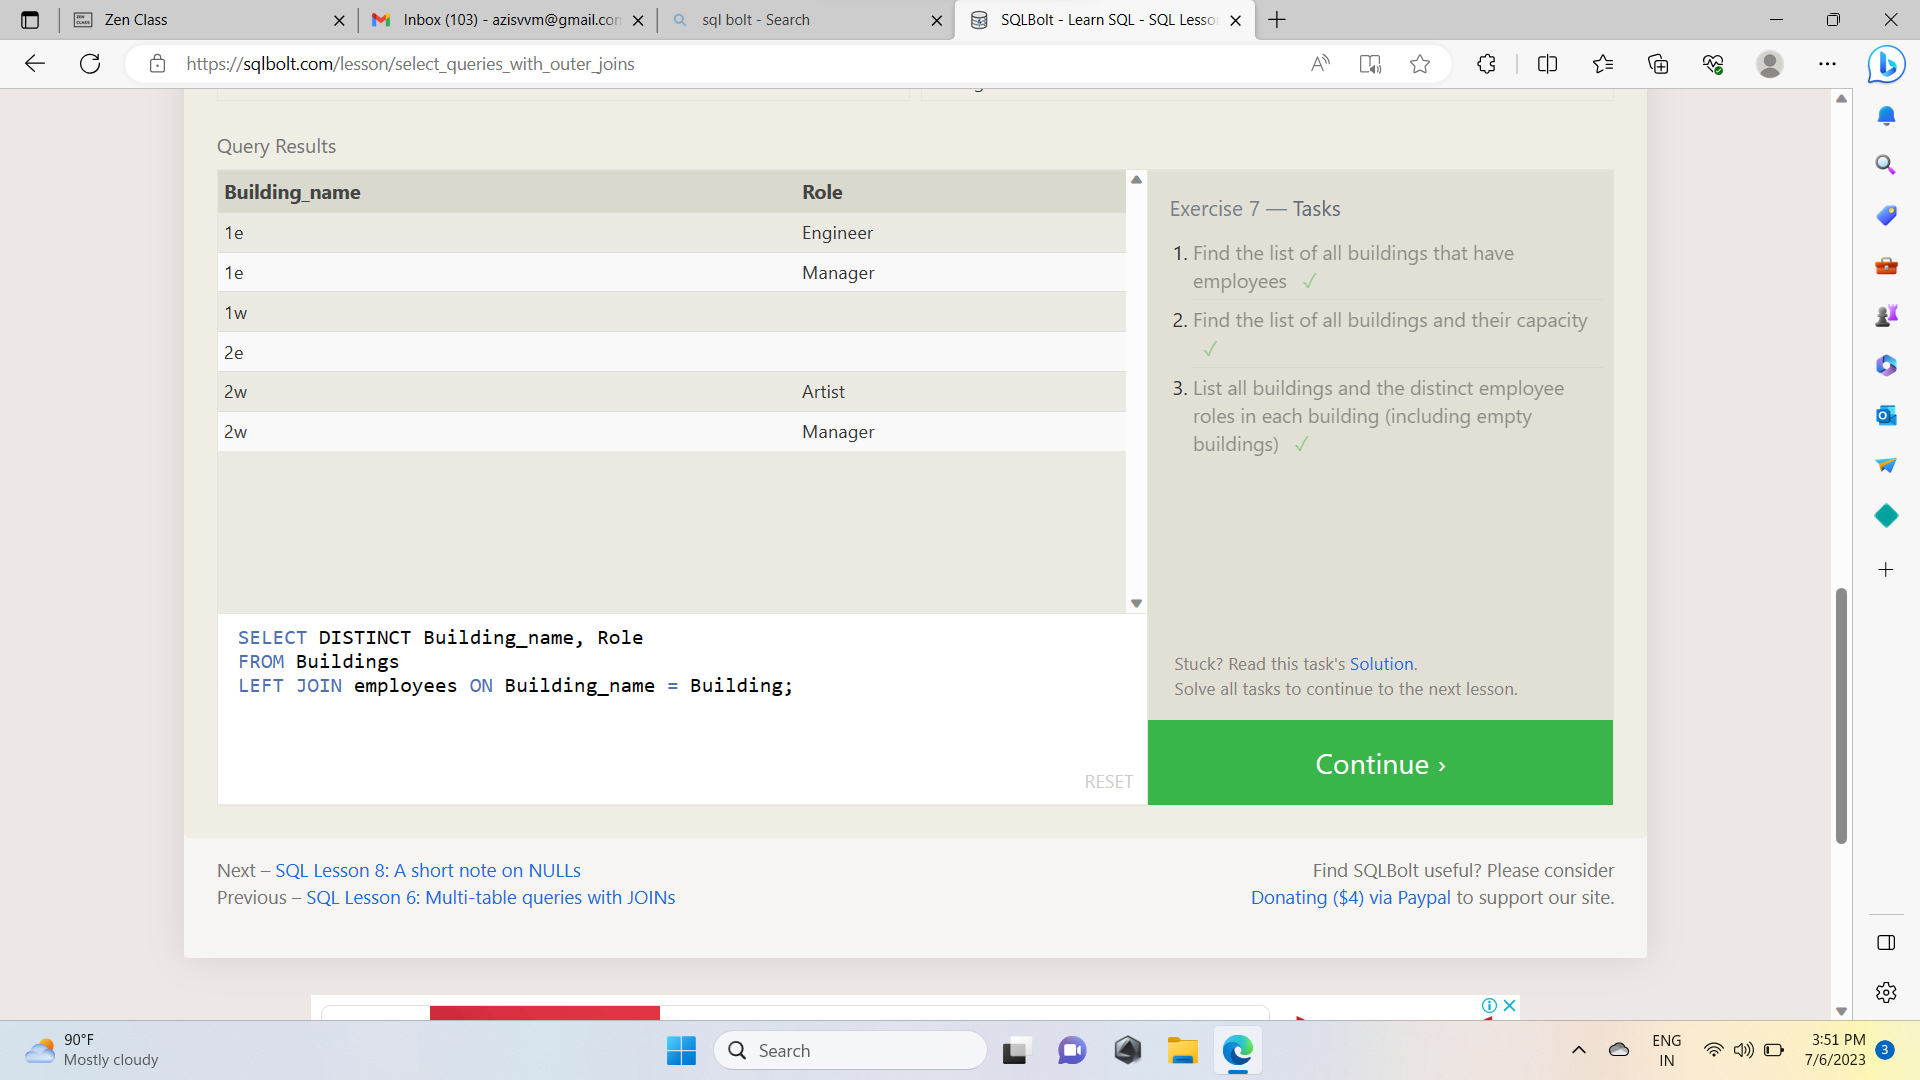 Zen Class
Inbox (103) - azisvvm@gmail.con
sql bolt - Search
SQLBolt - Learn SQL - SQL Lesso
https://sqlbolt.com/lesson/select_queries_with_outer_joins
Query Results
Building_name Role
1e Engineer
1e Manager
1w
2e
2w Artist
2w Manager
Exercise 7 — Tasks
1. Find the list of all buildings that have
employees ✓
2. Find the list of all buildings and their capacity
✓
3. List all buildings and the distinct employee
roles in each building (including empty
buildings) ✓
SELECT DISTINCT Building_name, Role
FROM Buildings
LEFT JOIN employees ON Building_name = Building;
RESET
Stuck? Read this task's Solution.
Solve all tasks to continue to the next lesson.
Continue ›
Next – SQL Lesson 8: A short note on NULLs
Previous – SQL Lesson 6: Multi-table queries with JOINs
Find SQLBolt useful? Please consider
Donating ($4) via Paypal to support our site.
90°F
Mostly cloudy
Search
ENG
IN
3:51 PM
7/6/2023
3